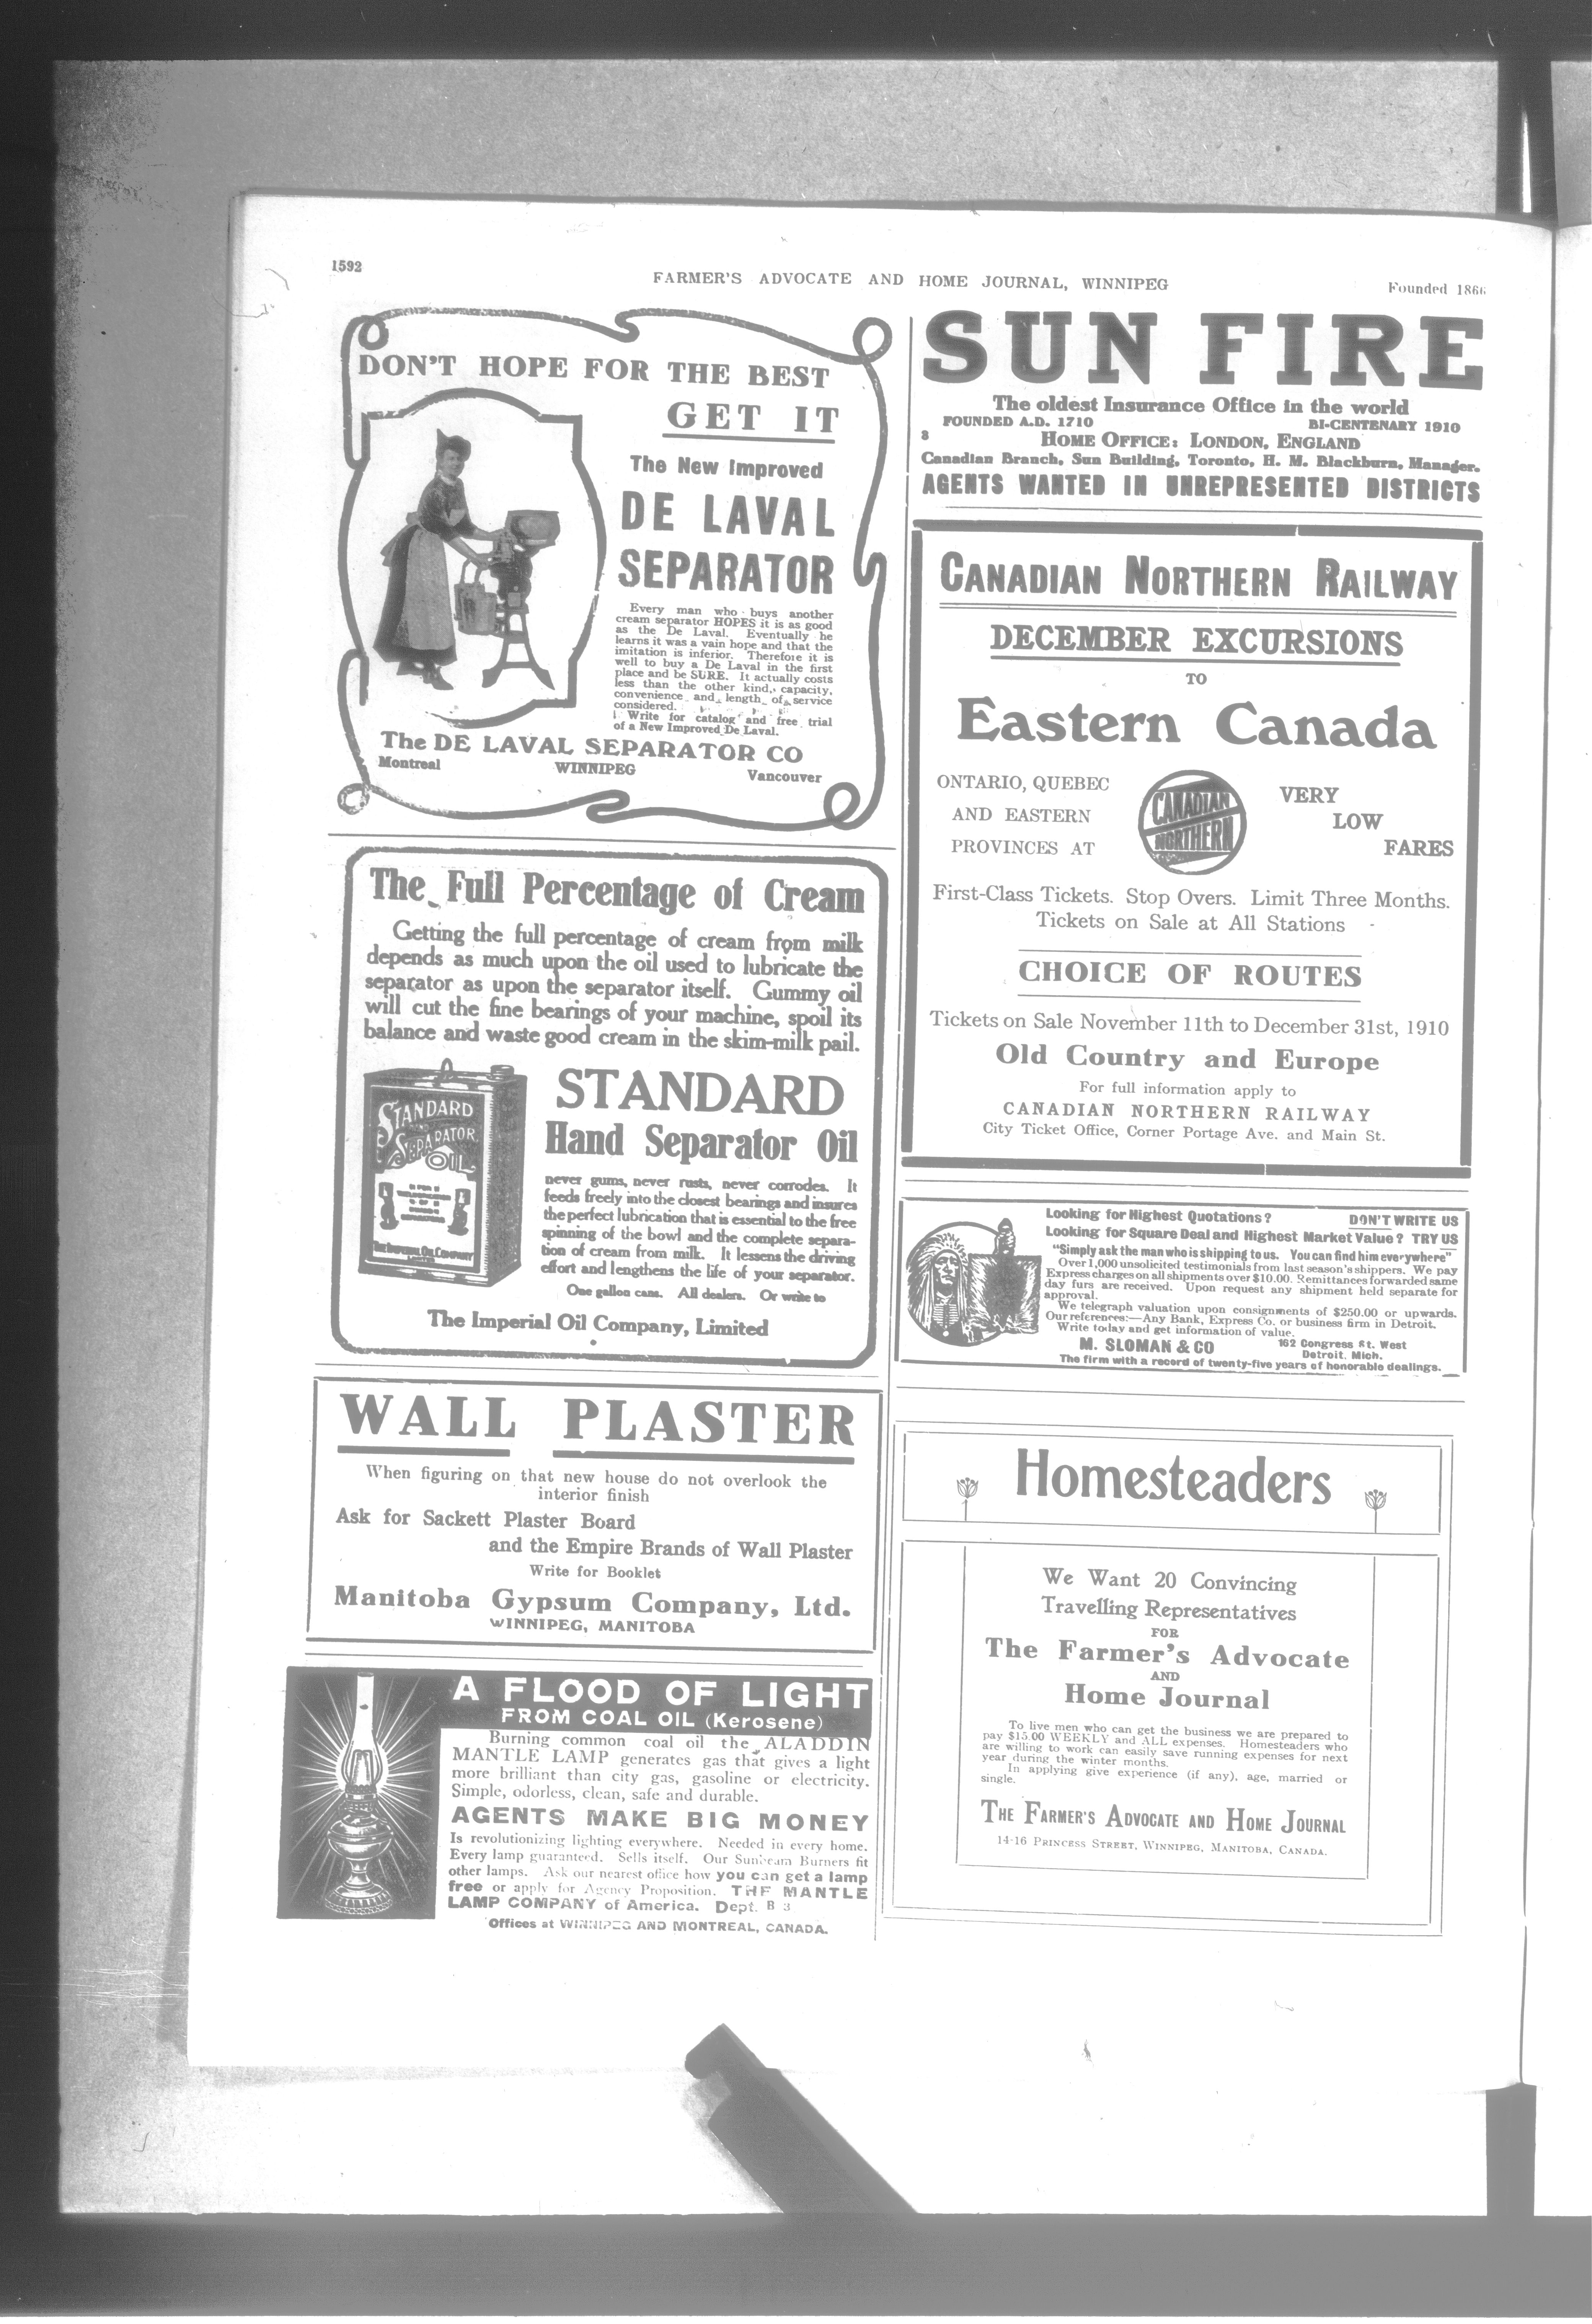 1592
FARMER'S ADVOCATE AND HOME JOURNAL, WINNIPEG
Founded 1866
DON'T HOPE FOR THE BEST
GET IT
The New Improved
DE LAVAL
SEPARATOR
Every man who buys another
cream separator HOPES it is as good
as the De Laval. Eventually he
learns it was a vain hope and that the
imitation is inferior. Therefore it is
well to buy a De Laval in the first
place and be SURE. It actually costs
less than the other kind, capacity,
convenience and length of service
considered.
Write for catalog and free trial
of a New Improved De Laval.
The DE LAVAL SEPARATOR CO
Montreal WINNIPEG Vancouver
The Full Percentage of Cream
Getting the full percentage of cream from milk
depends as much upon the oil used to lubricate the
separator as upon the separator itself. Gummy oil
will cut the fine bearings of your machine, spoil its
balance and waste good cream in the skim-milk pail.
STANDARD
SEPARATOR
OIL
THE IMPERIAL OIL COMPANY
LIMITED
STANDARD
Hand Separator Oil
never gums, never rusts, never corrodes. It
feeds freely into the closest bearings and insures
the perfect lubrication that is essential to the free
spinning of the bowl and the complete separa-
tion of cream from milk. It lessens the driving
effort and lengthens the life of your separator.
One gallon cans. All dealers. Or write to
The Imperial Oil Company, Limited
WALL PLASTER
When figuring on that new house do not overlook the
interior finish
Ask for Sackett Plaster Board
and the Empire Brands of Wall Plaster
Write for Booklet
Manitoba Gypsum Company, Ltd.
WINNIPEG, MANITOBA
A FLOOD OF LIGHT
FROM COAL OIL (Kerosene)
Burning common coal oil the ALADDIN
MANTLE LAMP generates gas that gives a light
more brilliant than city gas, gasoline or electricity.
Simple, odorless, clean, safe and durable.
AGENTS MAKE BIG MONEY
Is revolutionizing lighting everywhere. Needed in every home.
Every lamp guaranteed. Sells itself. Our Sunbeam Burners fit
other lamps. Ask our nearest office how you can get a lamp
free or apply for Agency Proposition. THE MANTLE
LAMP COMPANY of America. Dept. B 3
Offices at WINNIPEG AND MONTREAL, CANADA.
SUN FIRE
The oldest Insurance Office in the world
FOUNDED A.D. 1710 BI-CENTENARY 1910
8 HOME OFFICE: LONDON, ENGLAND
Canadian Branch, Sun Building, Toronto, H. M. Blackburn, Manager.
AGENTS WANTED IN UNREPRESENTED DISTRICTS
CANADIAN NORTHERN RAILWAY
DECEMBER EXCURSIONS
TO
Eastern Canada
ONTARIO, QUEBEC
AND EASTERN
PROVINCES AT
CANADIAN
NORTHERN
VERY
LOW
FARES
First-Class Tickets. Stop Overs. Limit Three Months.
Tickets on Sale at All Stations
CHOICE OF ROUTES
Tickets on Sale November 11th to December 31st, 1910
Old Country and Europe
For full information apply to
CANADIAN NORTHERN RAILWAY
City Ticket Office, Corner Portage Ave. and Main St.
Looking for Highest Quotations? DON'T WRITE US
Looking for Square Deal and Highest Market Value? TRY US
"Simply ask the man who is shipping to us. You can find him everywhere"
Over 1,000 unsolicited testimonials from last season's shippers. We pay
Express charges on all shipments over $10.00. Remittances forwarded same
day furs are received. Upon request any shipment held separate for
approval.
We telegraph valuation upon consignments of $250.00 or upwards.
Our references:—Any Bank, Express Co. or business firm in Detroit.
Write today and get information of value.
M. SLOMAN & CO 162 Congress St. West
Detroit, Mich.
The firm with a record of twenty-five years of honorable dealings.
Homesteaders
We Want 20 Convincing
Travelling Representatives
FOR
The Farmer's Advocate
AND
Home Journal
To live men who can get the business we are prepared to
pay $15.00 WEEKLY and ALL expenses. Homesteaders who
are willing to work can easily save running expenses for next
year during the winter months.
In applying give experience (if any), age, married or
single.
THE FARMER'S ADVOCATE AND HOME JOURNAL
14-16 PRINCESS STREET, WINNIPEG, MANITOBA, CANADA.